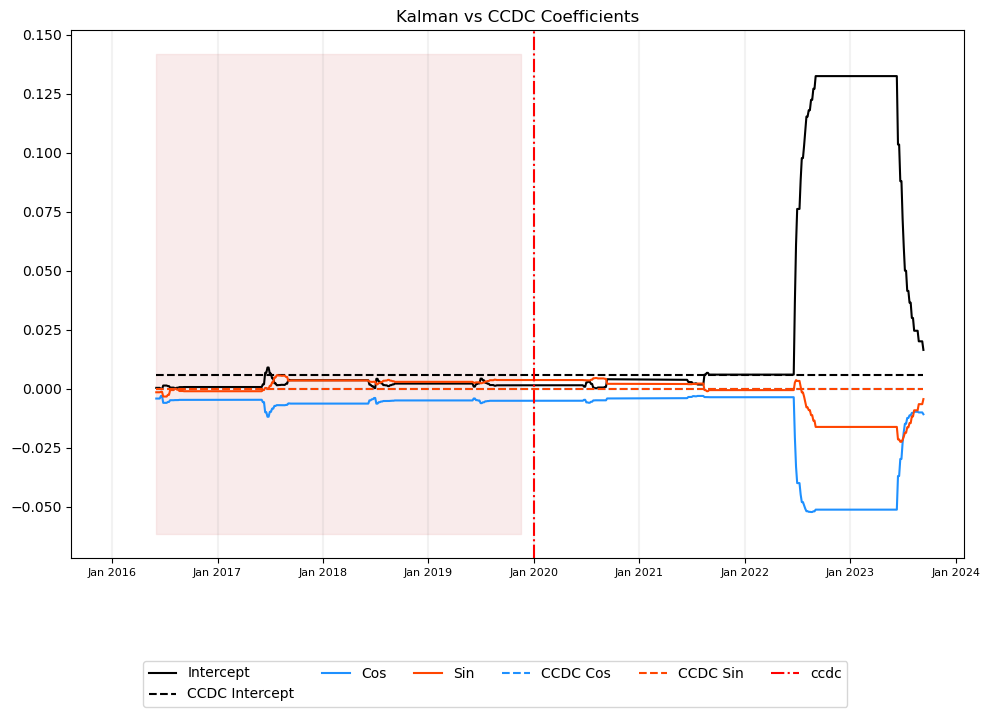 Kalman vs CCDC Coefficients
0.150
0.125
0.100
0.075
0.050
0.025
0.000
−0.025
−0.050
Jan 2016 Jan 2017 Jan 2018 Jan 2019 Jan 2020 Jan 2021 Jan 2022 Jan 2023 Jan 2024
Intercept Cos Sin CCDC Cos CCDC Sin ccdc
CCDC Intercept